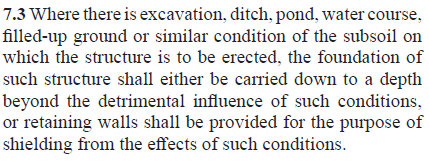 7.3 Where there is excavation, ditch, pond, water course,
filled-up ground or similar condition of the subsoil on
which the structure is to be erected, the foundation of
such structure shall either be carried down to a depth
beyond the detrimental influence of such conditions,
or retaining walls shall be provided for the purpose of
shielding from the effects of such conditions.